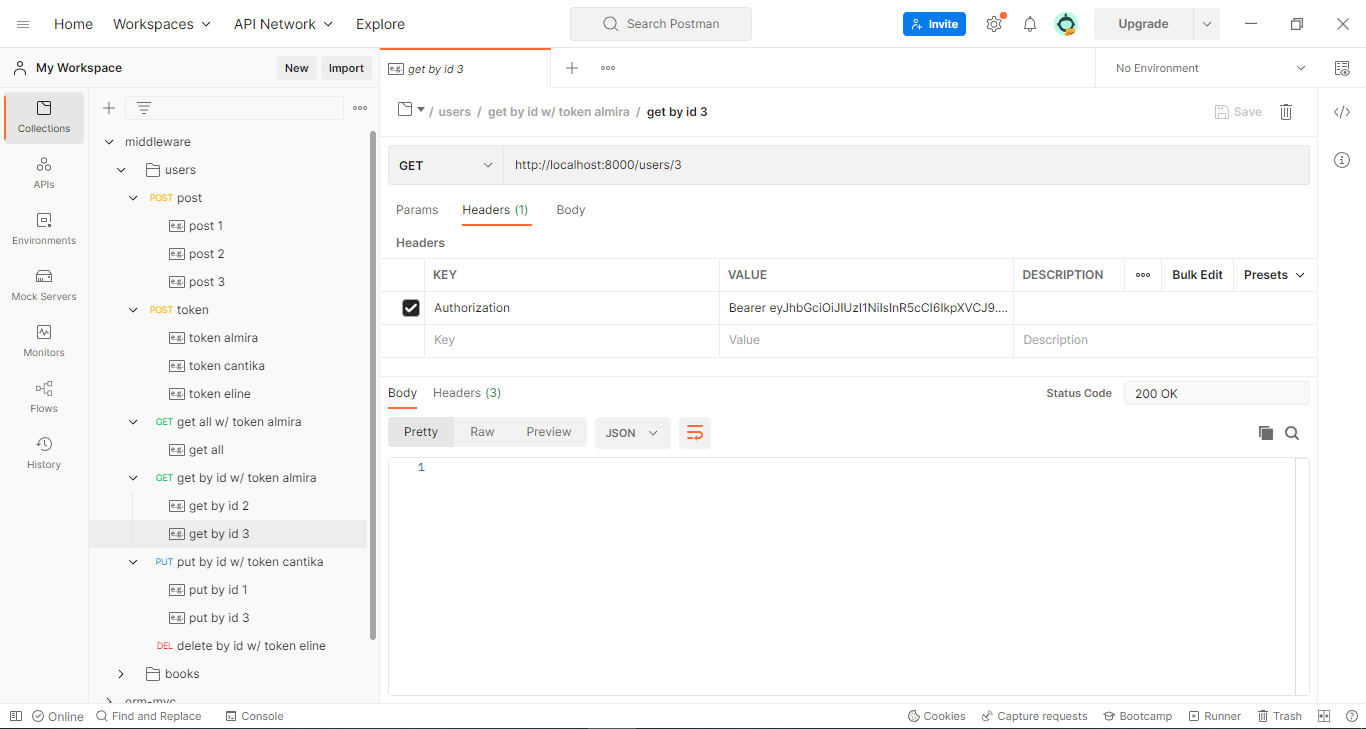 Home Workspaces API Network Explore Search Postman Invite Upgrade
My Workspace New Import
e.g. get by id 3 No Environment
Collections
APIs
Environments
Mock Servers
Monitors
Flows
History
middleware
users
POST post
e.g. post 1
e.g. post 2
e.g. post 3
POST token
e.g. token almira
e.g. token cantika
e.g. token eline
GET get all w/ token almira
e.g. get all
GET get by id w/ token almira
e.g. get by id 2
e.g. get by id 3
PUT put by id w/ token cantika
e.g. put by id 1
e.g. put by id 3
DEL delete by id w/ token eline
books
orm-mvc
/ users / get by id w/ token almira / get by id 3 Save
GET http://localhost:8000/users/3
Params Headers (1) Body
Headers
KEY VALUE DESCRIPTION Bulk Edit Presets
Authorization Bearer eyJhbGciOiJIUzI1NiIsInR5cCI6IkpXVCJ9....
Key Value Description
Body Headers (3) Status Code 200 OK
Pretty Raw Preview JSON
1
Online Find and Replace Console Cookies Capture requests Bootcamp Runner Trash